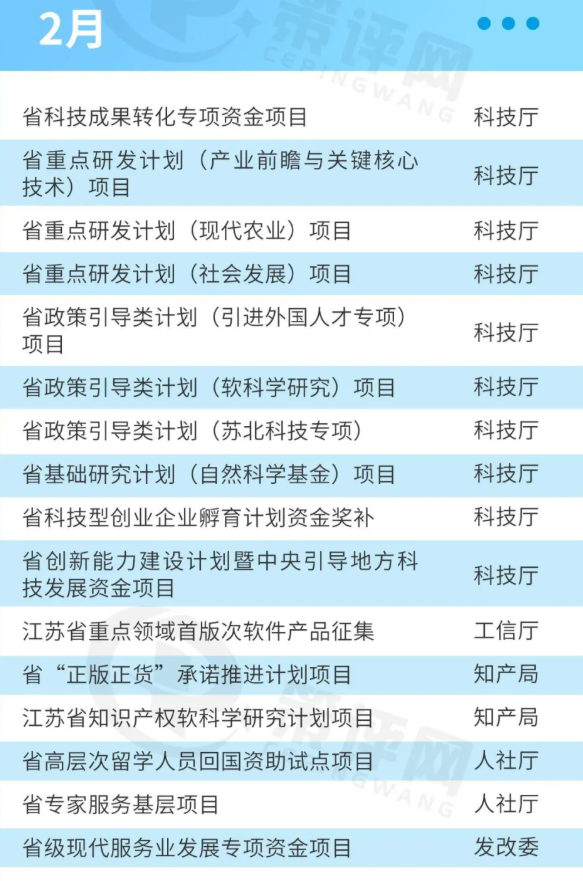 2月
策评网
CEPINGWANG
省科技成果转化专项资金项目 科技厅
省重点研发计划（产业前瞻与关键核心
技术）项目 科技厅
省重点研发计划（现代农业）项目 科技厅
省重点研发计划（社会发展）项目 科技厅
省政策引导类计划（引进外国人才专项）
项目 科技厅
省政策引导类计划（软科学研究）项目 科技厅
省政策引导类计划（苏北科技专项） 科技厅
省基础研究计划（自然科学基金）项目 科技厅
省科技型创业企业孵育计划资金奖补 科技厅
省创新能力建设计划暨中央引导地方科
技发展资金项目 科技厅
江苏省重点领域首版次软件产品征集 工信厅
省“正版正货”承诺推进计划项目 知产局
江苏省知识产权软科学研究计划项目 知产局
省高层次留学人员回国资助试点项目 人社厅
省专家服务基层项目 人社厅
省级现代服务业发展专项资金项目 发改委
策评网
CEPINGWANG